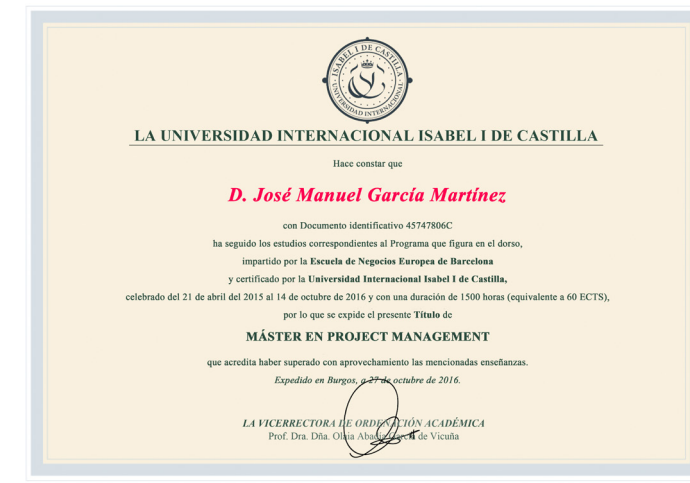 ISABEL I DE CASTILLA
UNIVERSIDAD INTERNACIONAL
LA UNIVERSIDAD INTERNACIONAL ISABEL I DE CASTILLA
Hace constar que
D. José Manuel García Martínez
con Documento identificativo 45747806C
ha seguido los estudios correspondientes al Programa que figura en el dorso,
impartido por la Escuela de Negocios Europea de Barcelona
y certificado por la Universidad Internacional Isabel I de Castilla,
celebrado del 21 de abril del 2015 al 14 de octubre de 2016 y con una duración de 1500 horas (equivalente a 60 ECTS),
por lo que se expide el presente Título de
MÁSTER EN PROJECT MANAGEMENT
que acredita haber superado con aprovechamiento las mencionadas enseñanzas.
Expedido en Burgos, a 27 de octubre de 2016.
LA VICERRECTORA DE ORDENACIÓN ACADÉMICA
Prof. Dra. Dña. Olaia Abadía García de Vicuña